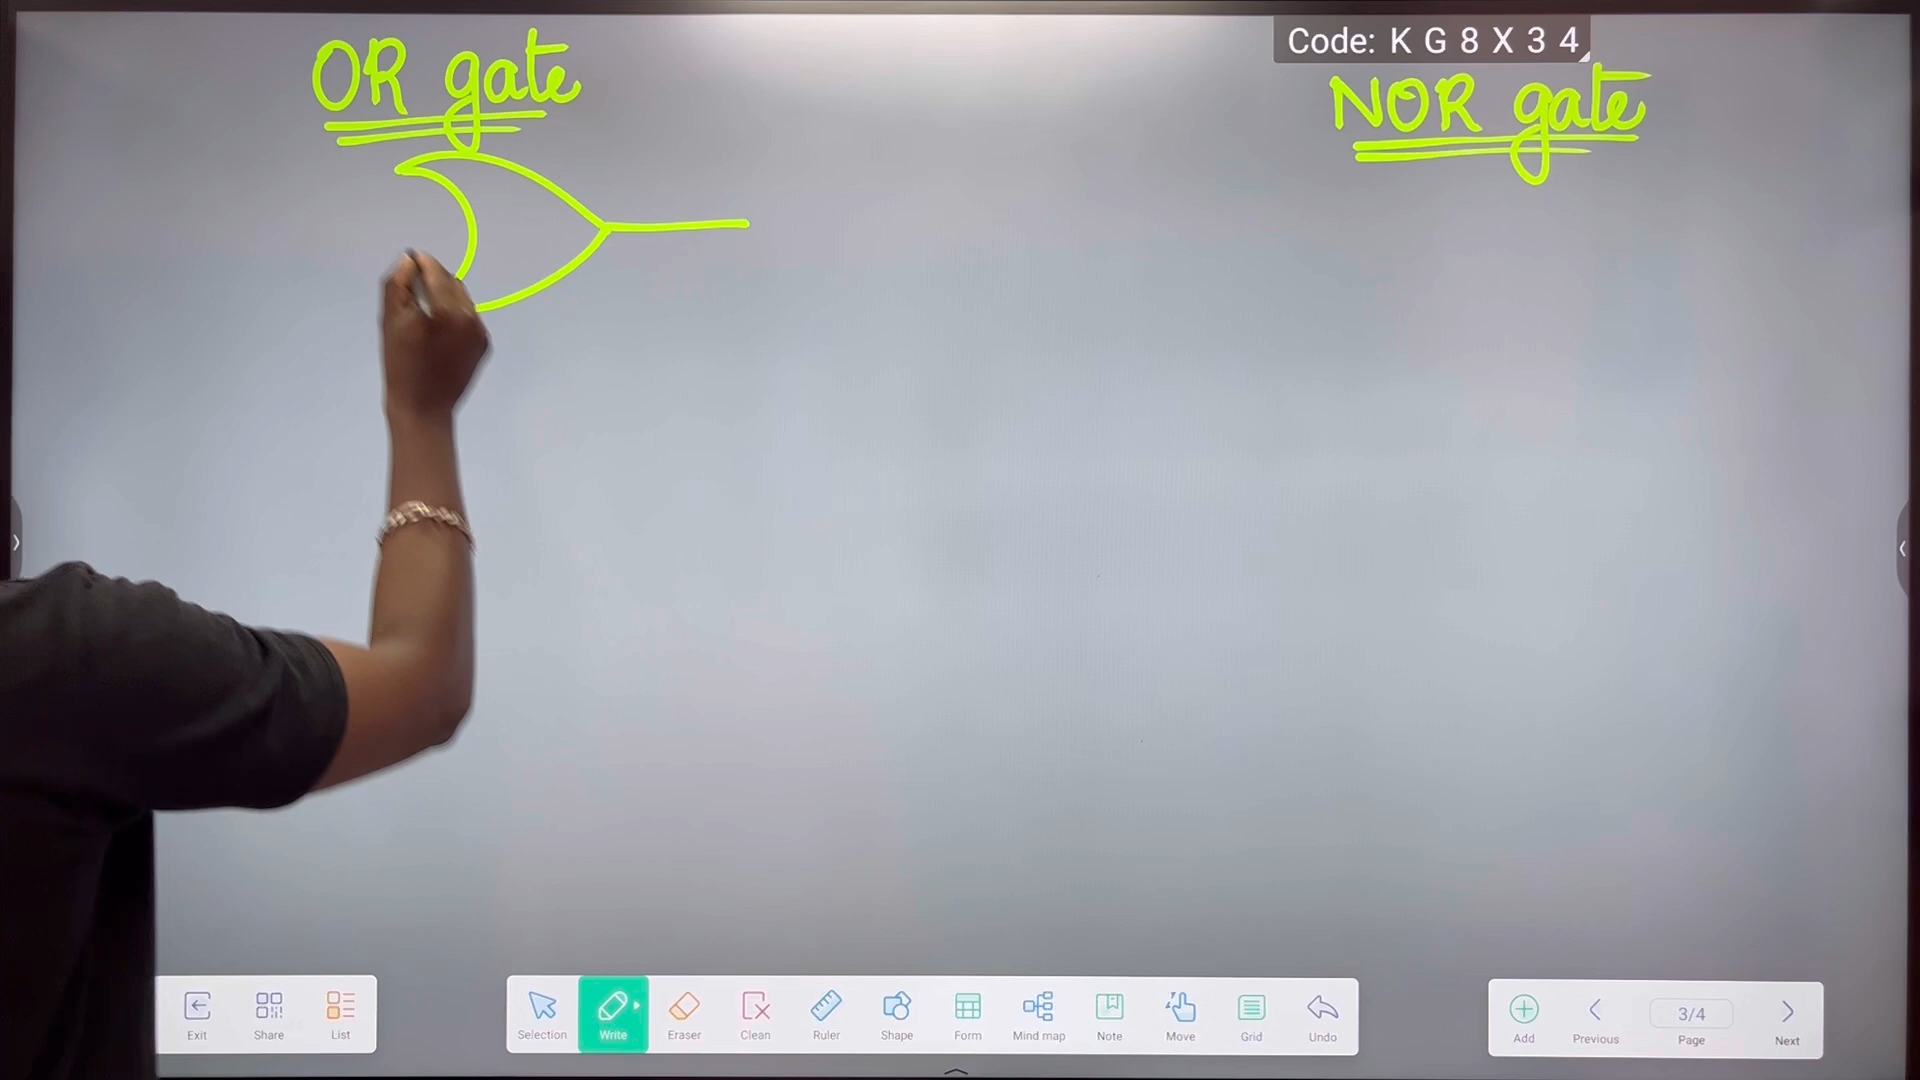 Code: K G 8 X 3 4
OR gate
NOR gate
Exit
Share
List
Selection
Write
Eraser
Clean
Ruler
Shape
Form
Mind map
Note
Move
Grid
Undo
Add
Previous
3/4
Page
Next